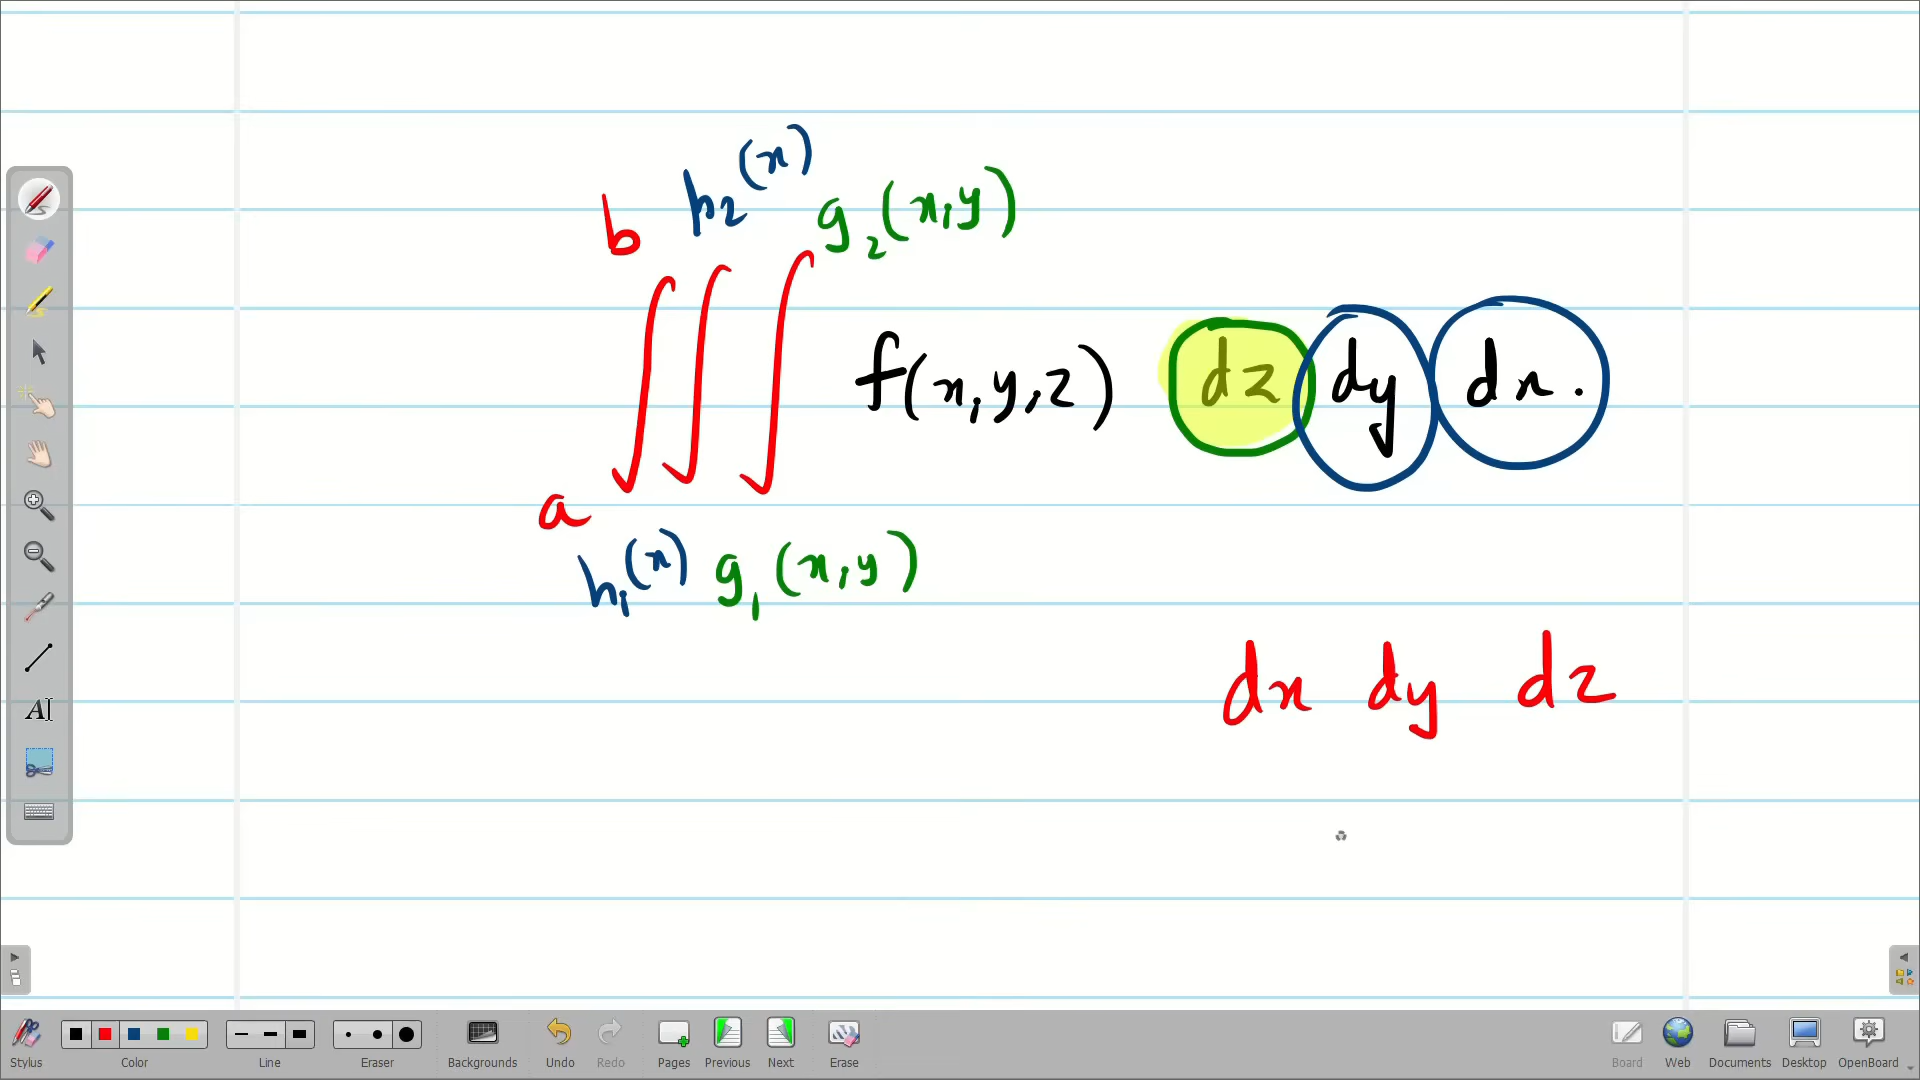 b h2(x) g2(x,y)
∫∫∫ f(x,y,z) dz dy dx.
a h1(x) g1(x,y)
dx dy dz
Stylus Color Line Eraser Backgrounds Undo Redo Pages Previous Next Erase Board Web Documents Desktop OpenBoard